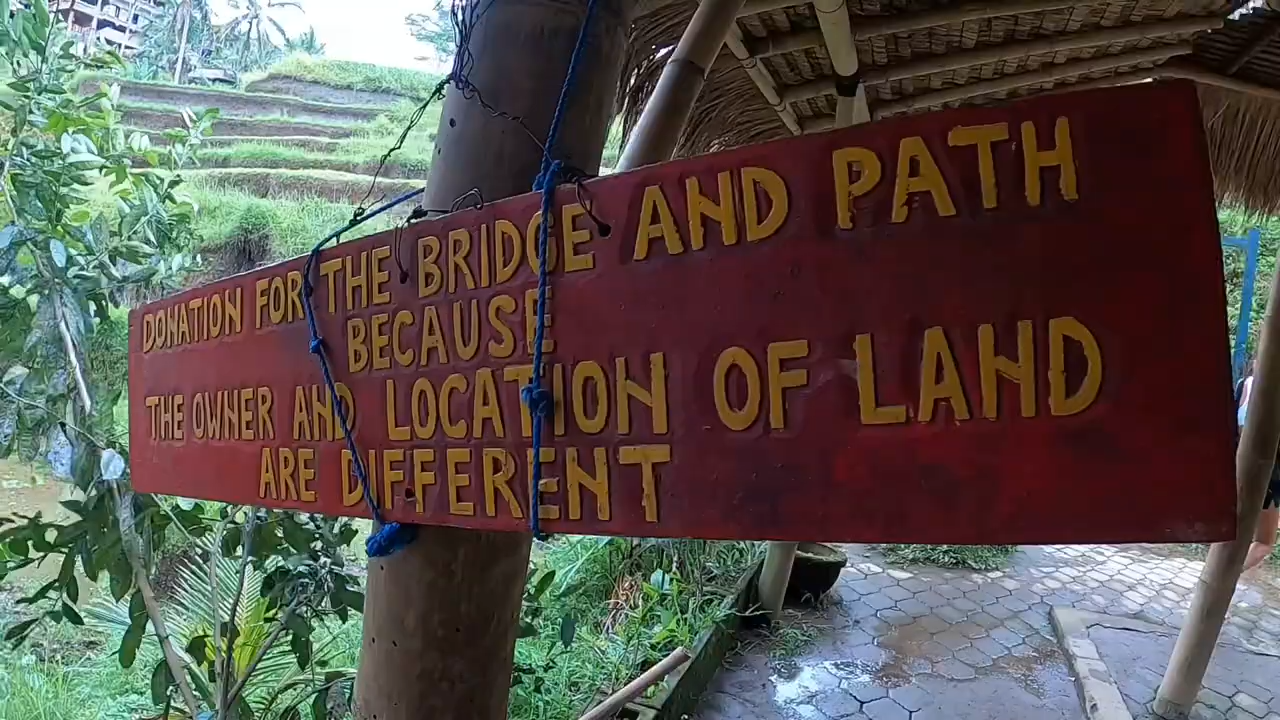 DONATION FOR THE BRIDGE AND PATH
BECAUSE
THE OWNER AND LOCATION OF LAND
ARE DIFFERENT